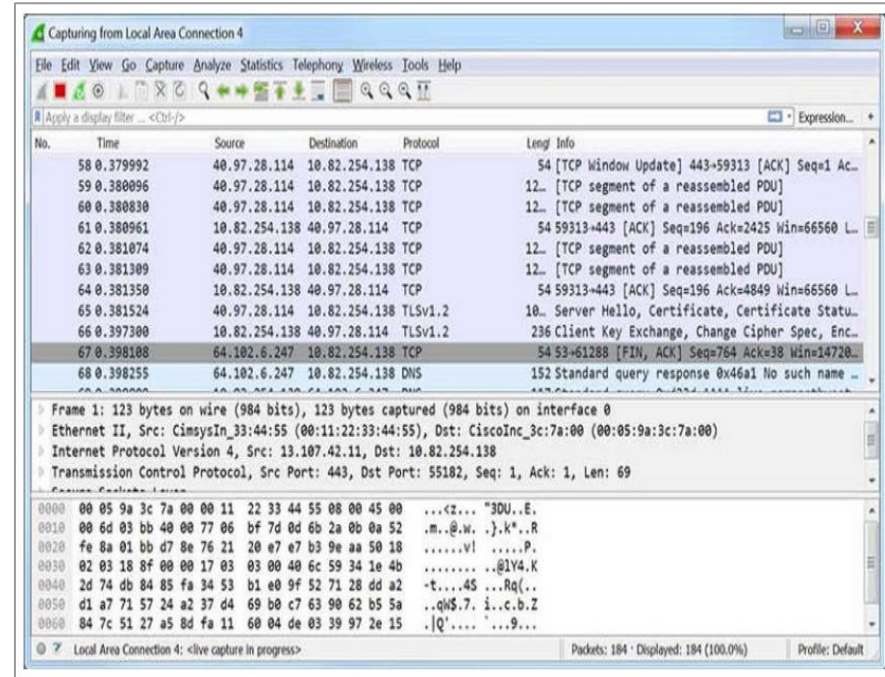 Capturing from Local Area Connection 4
File Edit View Go Capture Analyze Statistics Telephony Wireless Tools Help
Apply a display filter ... <Ctrl-/> Expression... +
No. Time Source Destination Protocol Lengt Info
58 0.379992 40.97.28.114 10.82.254.138 TCP 54 [TCP Window Update] 443→59313 [ACK] Seq=1 Ac…
59 0.380096 40.97.28.114 10.82.254.138 TCP 12… [TCP segment of a reassembled PDU]
60 0.380830 40.97.28.114 10.82.254.138 TCP 12… [TCP segment of a reassembled PDU]
61 0.380961 10.82.254.138 40.97.28.114 TCP 54 59313→443 [ACK] Seq=196 Ack=2425 Win=66560 L…
62 0.381074 40.97.28.114 10.82.254.138 TCP 12… [TCP segment of a reassembled PDU]
63 0.381309 40.97.28.114 10.82.254.138 TCP 12… [TCP segment of a reassembled PDU]
64 0.381350 10.82.254.138 40.97.28.114 TCP 54 59313→443 [ACK] Seq=196 Ack=4849 Win=66560 L…
65 0.381524 40.97.28.114 10.82.254.138 TLSv1.2 10… Server Hello, Certificate, Certificate Statu…
66 0.397300 10.82.254.138 40.97.28.114 TLSv1.2 236 Client Key Exchange, Change Cipher Spec, Enc…
67 0.398108 64.102.6.247 10.82.254.138 TCP 54 53→61288 [FIN, ACK] Seq=764 Ack=38 Win=14720…
68 0.398255 64.102.6.247 10.82.254.138 DNS 152 Standard query response 0x46a1 No such name …
Frame 1: 123 bytes on wire (984 bits), 123 bytes captured (984 bits) on interface 0
Ethernet II, Src: CimsysIn_33:44:55 (00:11:22:33:44:55), Dst: CiscoInc_3c:7a:00 (00:05:9a:3c:7a:00)
Internet Protocol Version 4, Src: 13.107.42.11, Dst: 10.82.254.138
Transmission Control Protocol, Src Port: 443, Dst Port: 55182, Seq: 1, Ack: 1, Len: 69
0000 00 05 9a 3c 7a 00 00 11 22 33 44 55 08 00 45 00 ...<z... "3DU..E.
0010 00 6d 03 bb 40 00 77 06 bf 7d 0d 6b 2a 0b 0a 52 .m..@.w. .}.k*..R
0020 fe 8a 01 bb d7 8e 76 21 20 e7 e7 b3 9e aa 50 18 ......v! .....P.
0030 02 03 18 8f 00 00 17 03 03 00 40 6c 59 34 1e 4b ........ ..@lY4.K
0040 2d 74 db 84 85 fa 34 53 b1 e0 9f 52 71 28 dd a2 -t....4S ...Rq(..
0050 d1 a7 71 57 24 a2 37 d4 69 b0 c7 63 90 62 b5 5a ..qW$.7. i..c.b.Z
0060 84 7c 51 27 a5 8d fa 11 60 04 de 03 39 97 2e 15 .|Q'.... `...9...
Local Area Connection 4: <live capture in progress> Packets: 184 · Displayed: 184 (100.0%) Profile: Default